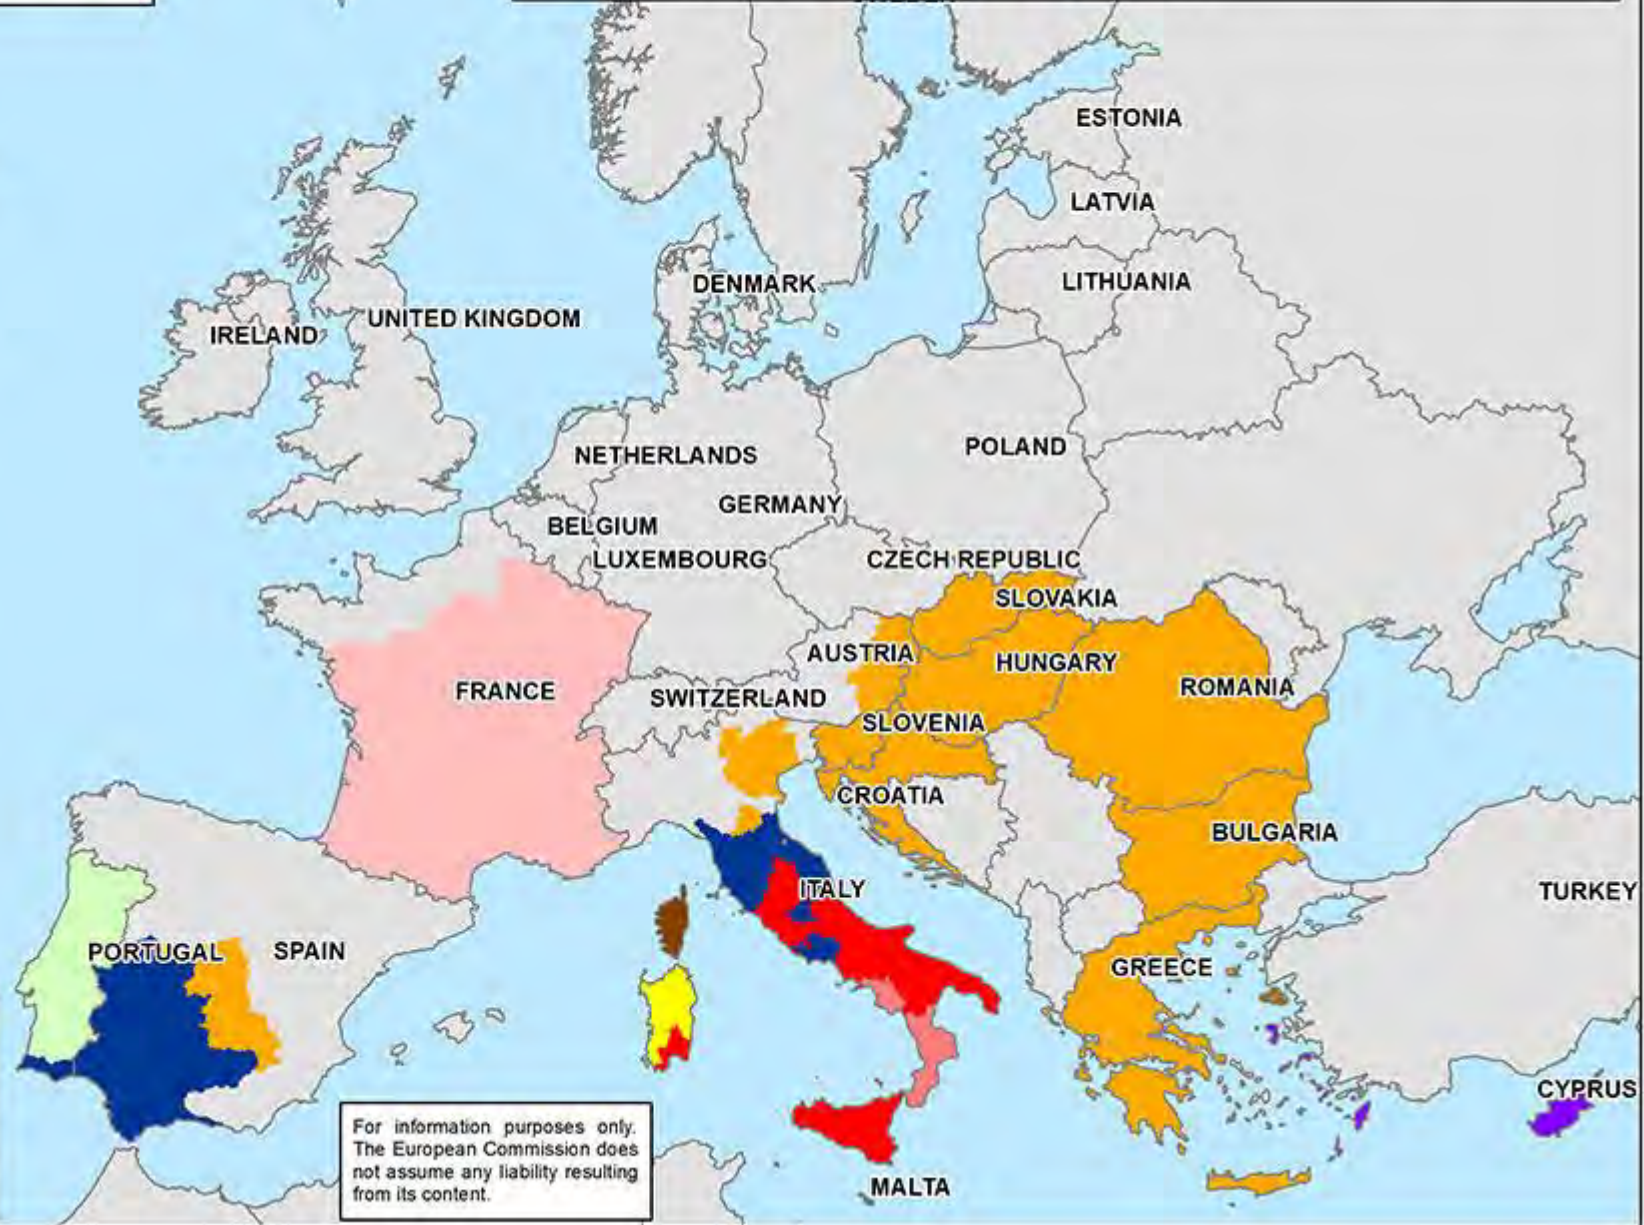 ESTONIA
LATVIA
LITHUANIA
DENMARK
UNITED KINGDOM
IRELAND
NETHERLANDS
POLAND
GERMANY
BELGIUM
LUXEMBOURG
CZECH REPUBLIC
SLOVAKIA
AUSTRIA
HUNGARY
FRANCE
SWITZERLAND
ROMANIA
SLOVENIA
CROATIA
BULGARIA
ITALY
TURKEY
PORTUGAL
SPAIN
GREECE
CYPRUS
For information purposes only.
The European Commission does
not assume any liability resulting
from its content.
MALTA